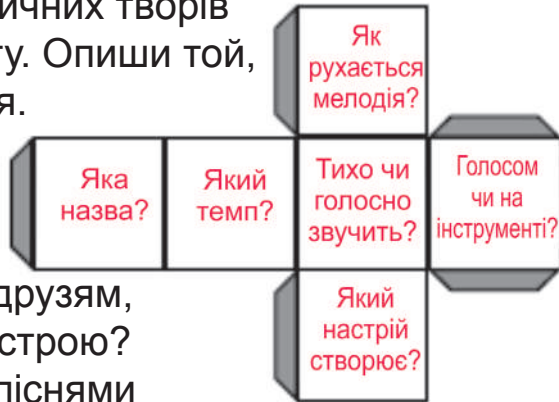 ичних творів
ту. Опиши той,
я.
Як
рухається
мелодія?
Яка
назва?
Який
темп?
Тихо чи
голосно
звучить?
Голосом
чи на
інструменті?
друзям,
строю?
піснями
Який
настрій
створює?